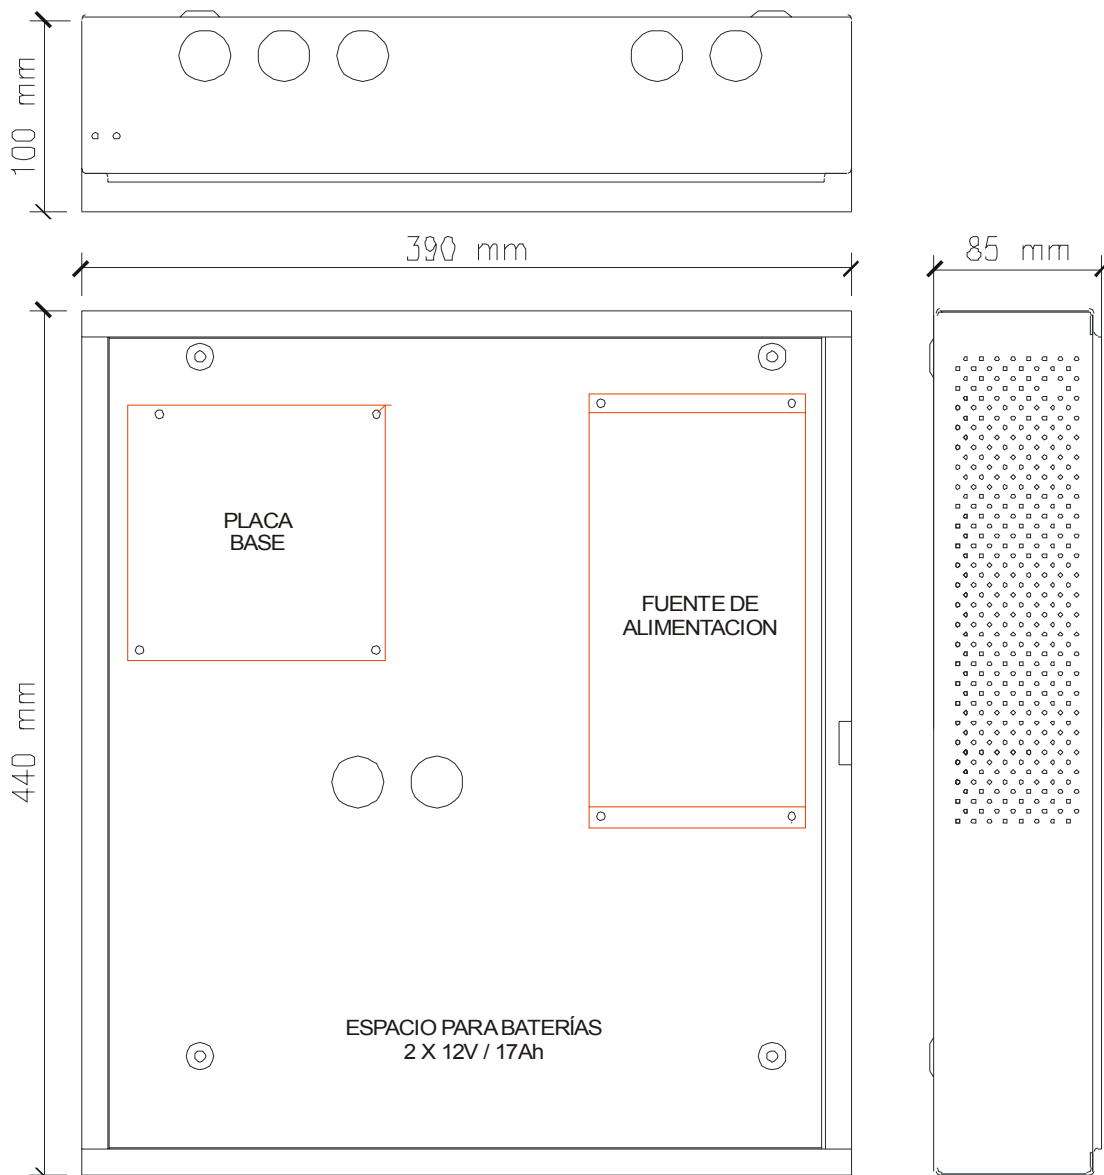 100 mm
390 mm
85 mm
440 mm
PLACA
BASE
FUENTE DE
ALIMENTACION
ESPACIO PARA BATERÍAS
2 X 12V / 17Ah